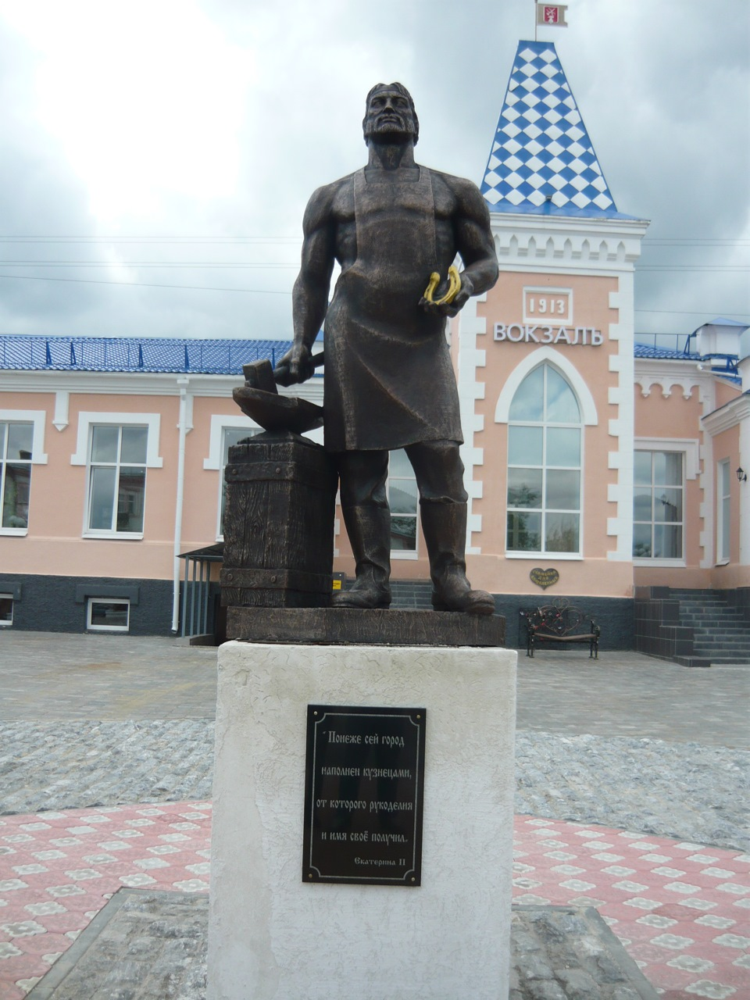 1913
ВОКЗАЛЪ
"Понеже сей город
наполнен кузнецами,
от которого рукоделия
и имя своё получил.
Екатерина II